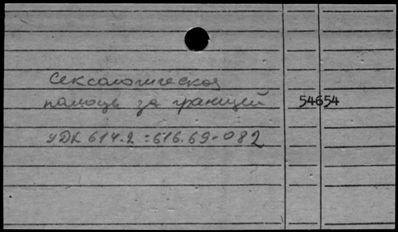 Сексологическая
помощь за границей
54654
УДК 614.2:616.69-082